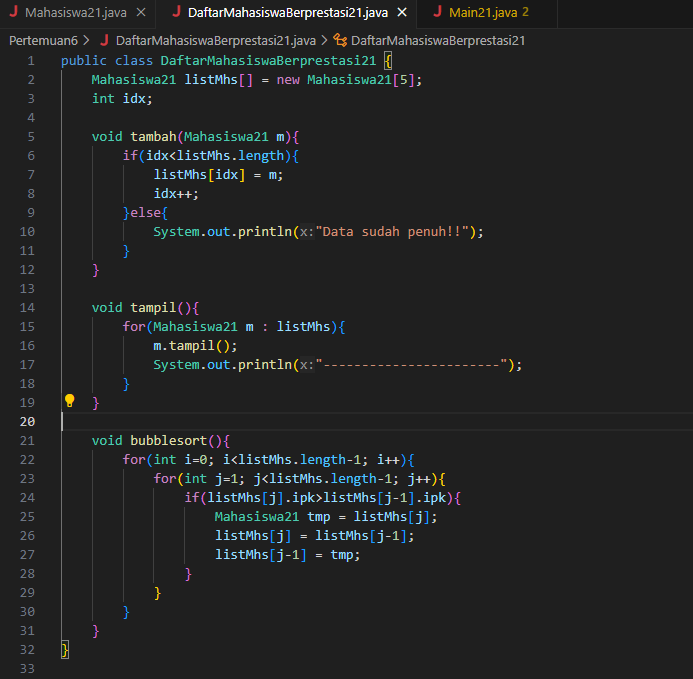 J Mahasiswa21.java × J DaftarMahasiswaBerprestasi21.java × J Main21.java 2
Pertemuan6 > J DaftarMahasiswaBerprestasi21.java > DaftarMahasiswaBerprestasi21
1 public class DaftarMahasiswaBerprestasi21 {
2     Mahasiswa21 listMhs[] = new Mahasiswa21[5];
3     int idx;
4
5     void tambah(Mahasiswa21 m){
6         if(idx<listMhs.length){
7             listMhs[idx] = m;
8             idx++;
9         }else{
10             System.out.println(x:"Data sudah penuh!!");
11         }
12     }
13
14     void tampil(){
15         for(Mahasiswa21 m : listMhs){
16             m.tampil();
17             System.out.println(x:"-----------------------");
18         }
19     }
20
21     void bubblesort(){
22         for(int i=0; i<listMhs.length-1; i++){
23             for(int j=1; j<listMhs.length-1; j++){
24                 if(listMhs[j].ipk>listMhs[j-1].ipk){
25                     Mahasiswa21 tmp = listMhs[j];
26                     listMhs[j] = listMhs[j-1];
27                     listMhs[j-1] = tmp;
28                 }
29             }
30         }
31     }
32 }
33